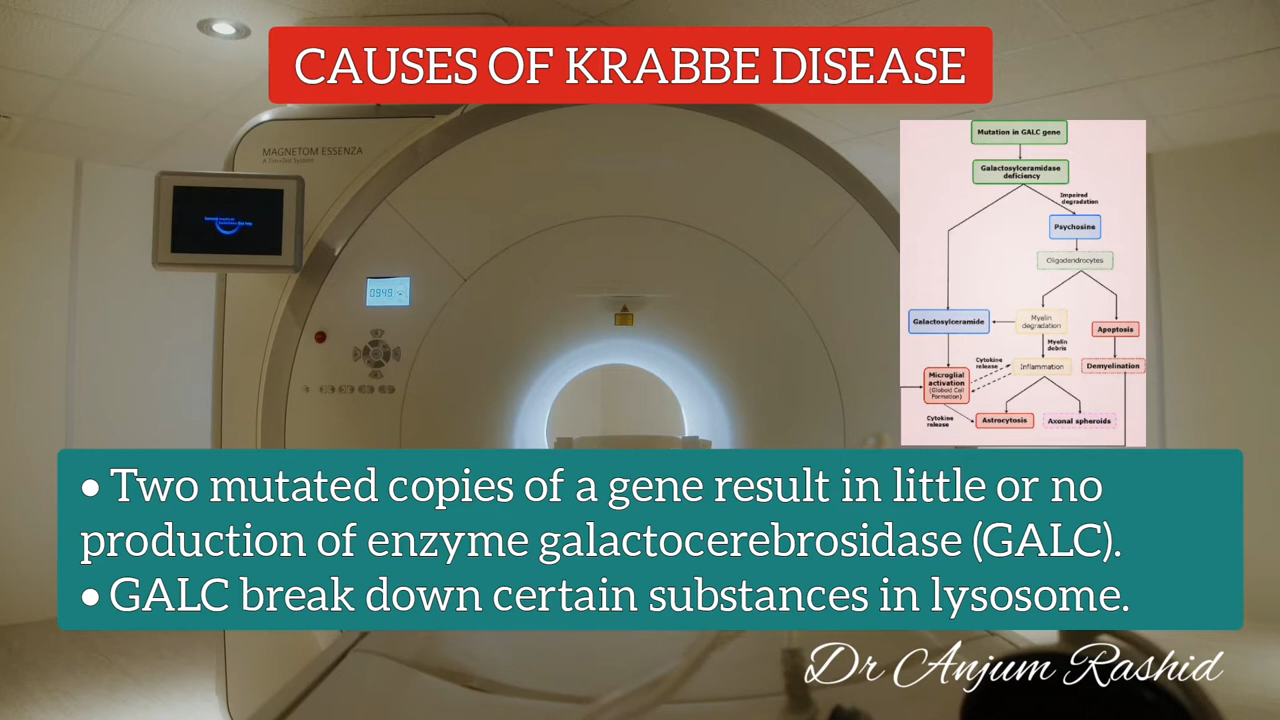 CAUSES OF KRABBE DISEASE
MAGNETOM ESSENZA
A Tim+Dot System
0949
Mutation in GALC gene
Galactosylceramidase
deficiency
Impaired
degradation
Psychosine
Oligodendrocytes
Galactosylceramide
Myelin
degradation
Apoptosis
Myelin
debris
Cytokine
release
Inflammation
Demyelination
Microglial
activation
(Globoid Cell
Formation)
Cytokine
release
Astrocytosis
Axonal spheroids
• Two mutated copies of a gene result in little or no
production of enzyme galactocerebrosidase (GALC).
• GALC break down certain substances in lysosome.
Dr Anjum Rashid